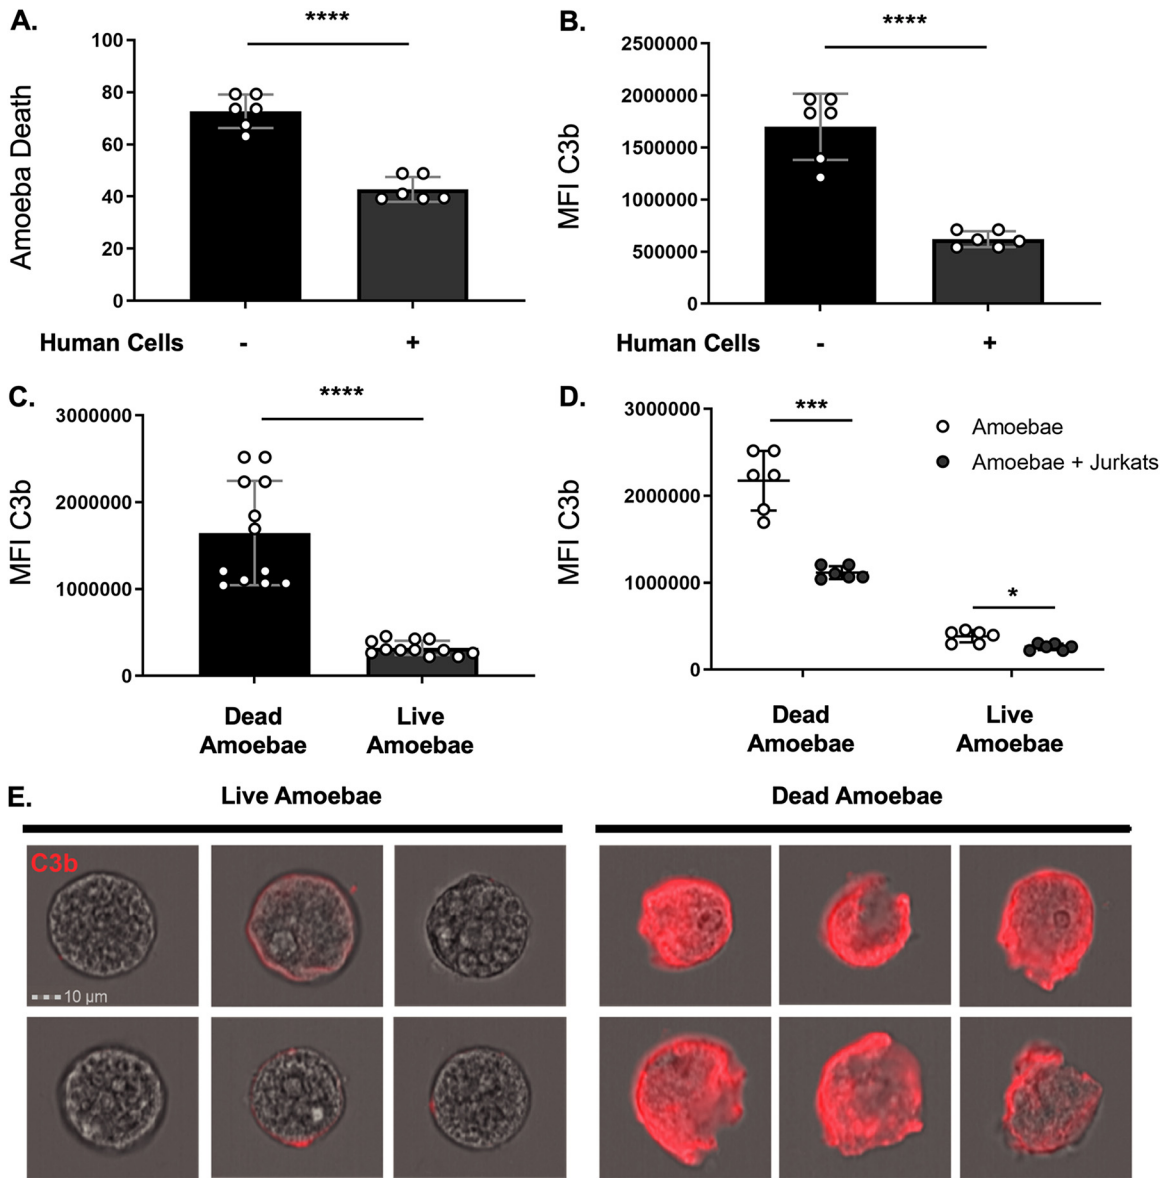 A.
****
Amoeba Death
100
80
60
40
20
0
Human Cells - +
B.
****
MFI C3b
2500000
2000000
1500000
1000000
500000
0
Human Cells - +
C.
****
MFI C3b
3000000
2000000
1000000
0
Dead
Amoebae
Live
Amoebae
D.
***
*
Amoebae
Amoebae + Jurkats
MFI C3b
3000000
2000000
1000000
0
Dead
Amoebae
Live
Amoebae
E.
Live Amoebae
Dead Amoebae
C3b
10 µm